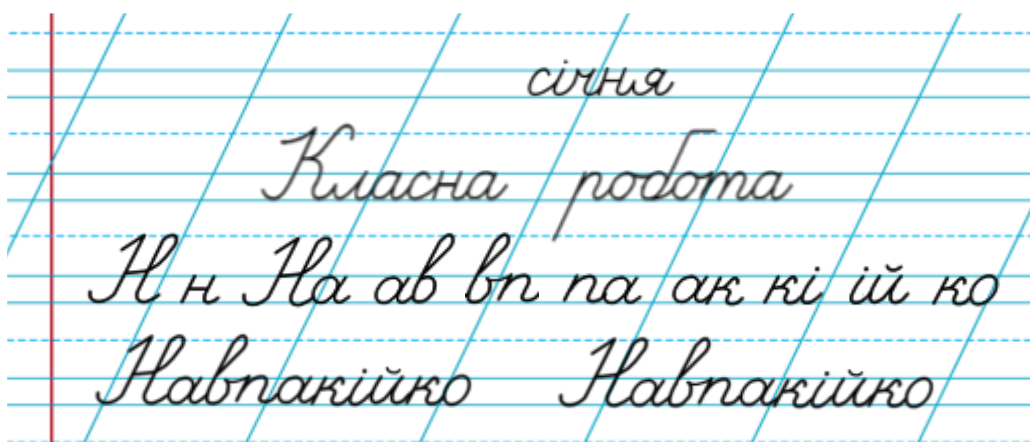 січня
Класна робота
Н н На ав вп па ак кі ій ко
Навпакійко Навпакійко